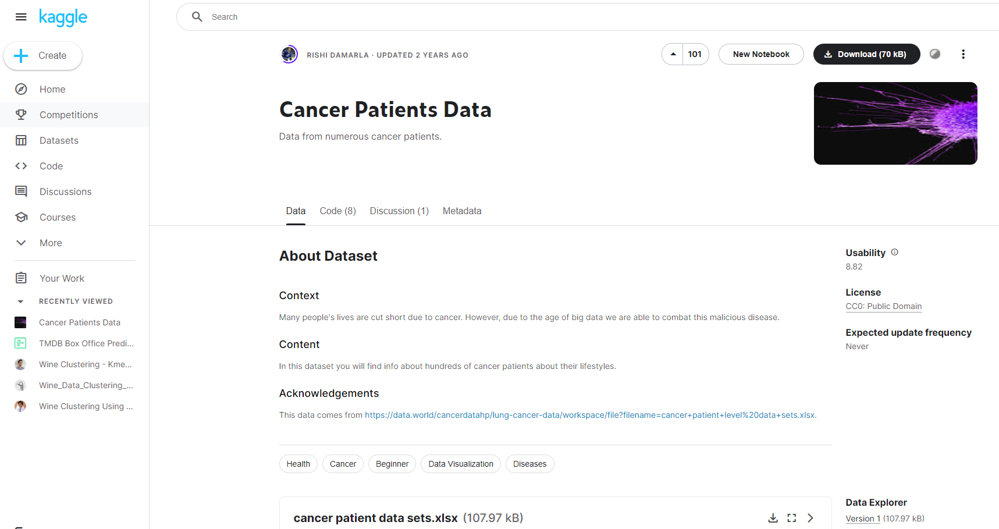 kaggle
Search
Create
Home
Competitions
Datasets
Code
Discussions
Courses
More
Your Work
RECENTLY VIEWED
Cancer Patients Data
TMDB Box Office Predi...
Wine Clustering - Kme...
Wine_Data_Clustering_...
Wine Clustering Using ...
RISHI DAMARLA · UPDATED 2 YEARS AGO
101
New Notebook
Download (70 kB)
Cancer Patients Data
Data from numerous cancer patients.
Data
Code (8)
Discussion (1)
Metadata
About Dataset
Context
Many people's lives are cut short due to cancer. However, due to the age of big data we are able to combat this malicious disease.
Content
In this dataset you will find info about hundreds of cancer patients about their lifestyles.
Acknowledgements
This data comes from https://data.world/cancerdatahp/lung-cancer-data/workspace/file?filename=cancer+patient+level%20data+sets.xlsx.
Health
Cancer
Beginner
Data Visualization
Diseases
cancer patient data sets.xlsx (107.97 kB)
Usability
8.82
License
CC0: Public Domain
Expected update frequency
Never
Data Explorer
Version 1 (107.97 kB)